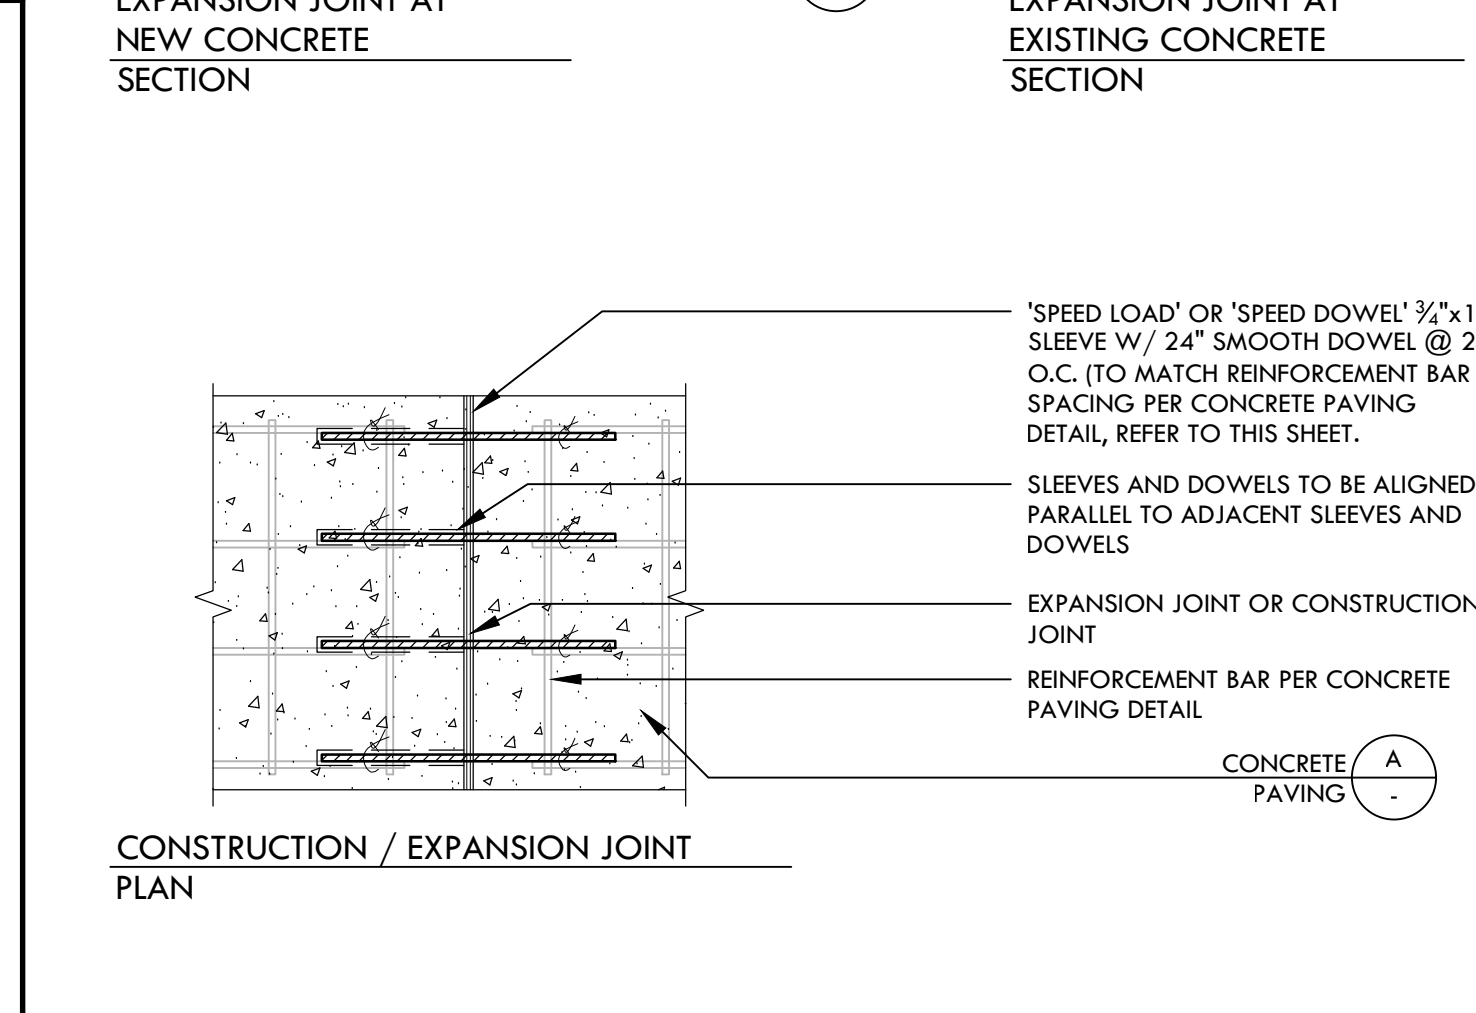 EXPANSION JOINT AT
NEW CONCRETE
SECTION
EXPANSION JOINT AT
EXISTING CONCRETE
SECTION
'SPEED LOAD' OR 'SPEED DOWEL' ¾"x1
SLEEVE W/ 24" SMOOTH DOWEL @ 2
O.C. (TO MATCH REINFORCEMENT BAR
SPACING PER CONCRETE PAVING
DETAIL, REFER TO THIS SHEET.
SLEEVES AND DOWELS TO BE ALIGNED
PARALLEL TO ADJACENT SLEEVES AND
DOWELS
EXPANSION JOINT OR CONSTRUCTION
JOINT
REINFORCEMENT BAR PER CONCRETE
PAVING DETAIL
CONCRETE A
PAVING -
CONSTRUCTION / EXPANSION JOINT
PLAN